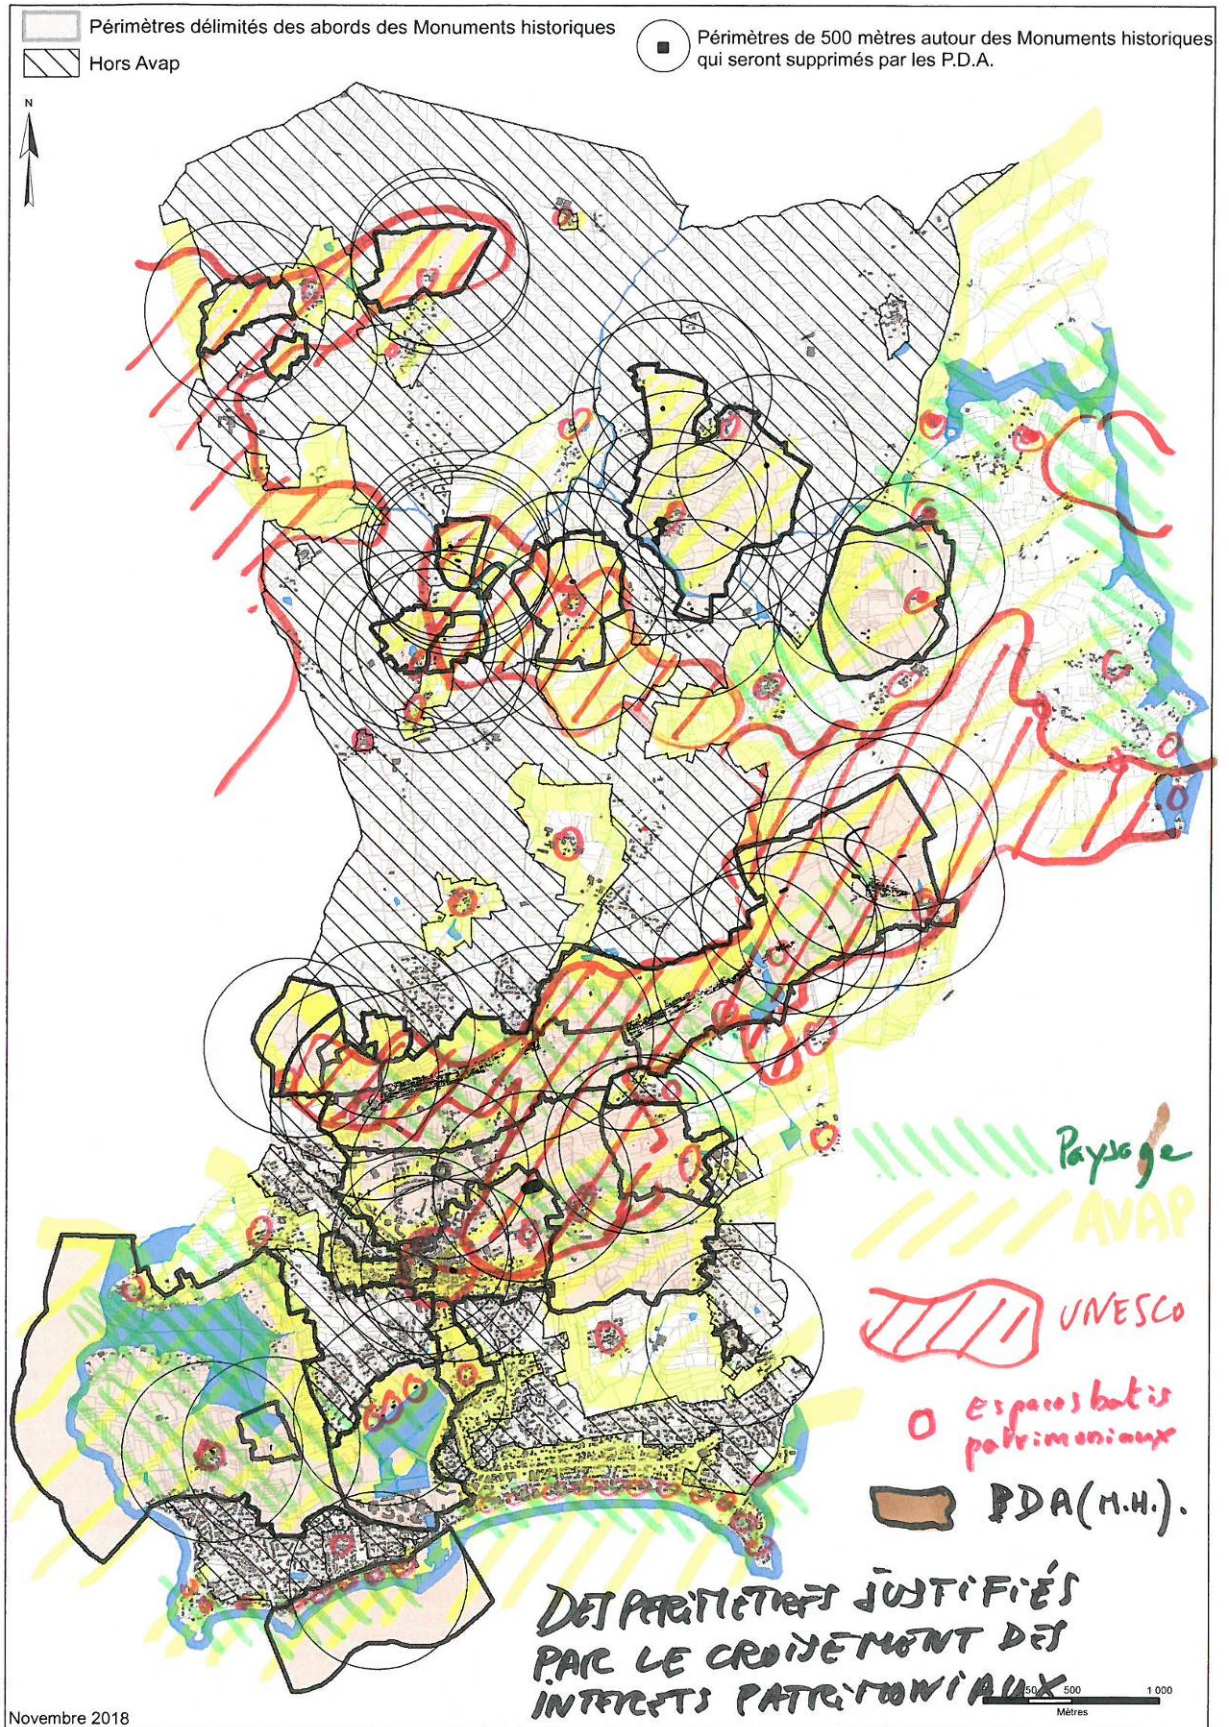 Périmètres délimités des abords des Monuments historiques
Hors Avap
Périmètres de 500 mètres autour des Monuments historiques
qui seront supprimés par les P.D.A.
N
Paysage
AVAP
UNESCO
Espaces batis
patrimoniaux
PDA (M.H.).
DES PERIMETRES JUSTIFIÉS
PAR LE CROISEMENT DES
INTERETS PATRIMONIAUX
500 1 000
Mètres
Novembre 2018